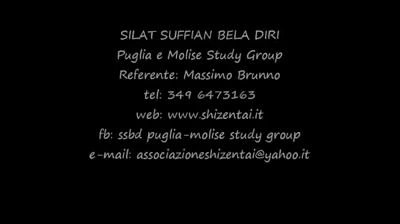 SILAT SUFFIAN BELA DIRI
Puglia e Molise Study Group
Referente: Massimo Brunno
tel: 349 6473163
web: www.shizentai.it
fb: ssbd puglia-molise study group
e-mail: associazioneshizentai@yahoo.it